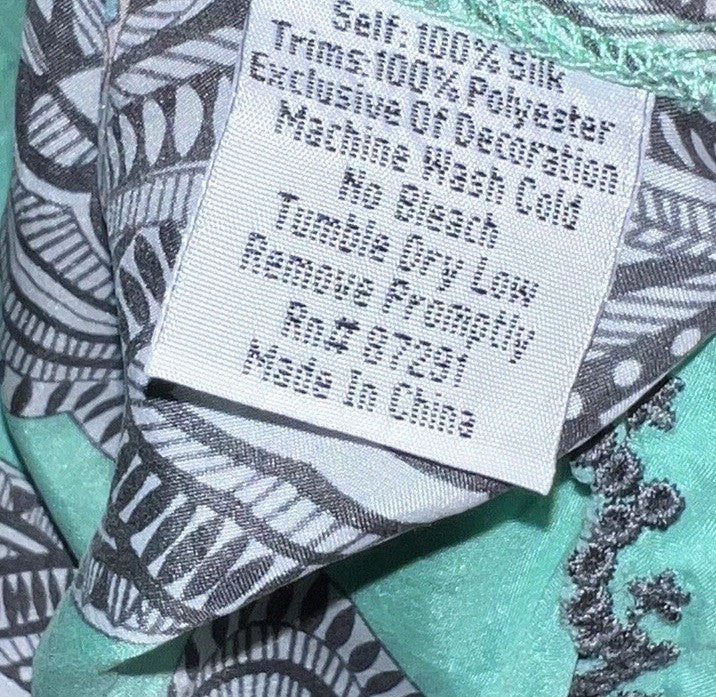 Self: 100% Silk
Trims: 100% Polyester
Exclusive Of Decoration
Machine Wash Cold
No Bleach
Tumble Dry Low
Remove Promptly
Rn# 87291
Made In China